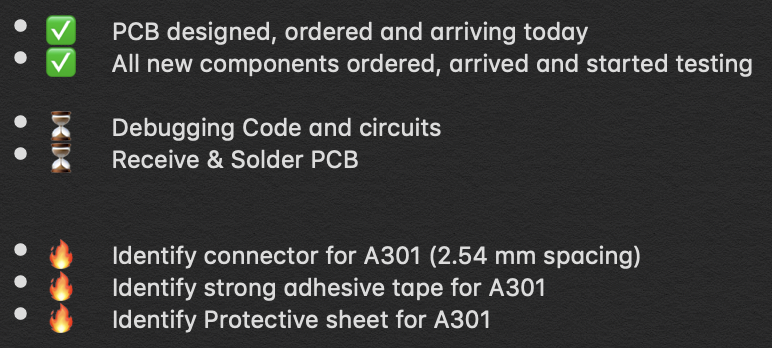 • ✅ PCB designed, ordered and arriving today
• ✅ All new components ordered, arrived and started testing
• ⏳ Debugging Code and circuits
• ⏳ Receive & Solder PCB
• 🔥 Identify connector for A301 (2.54 mm spacing)
• 🔥 Identify strong adhesive tape for A301
• 🔥 Identify Protective sheet for A301